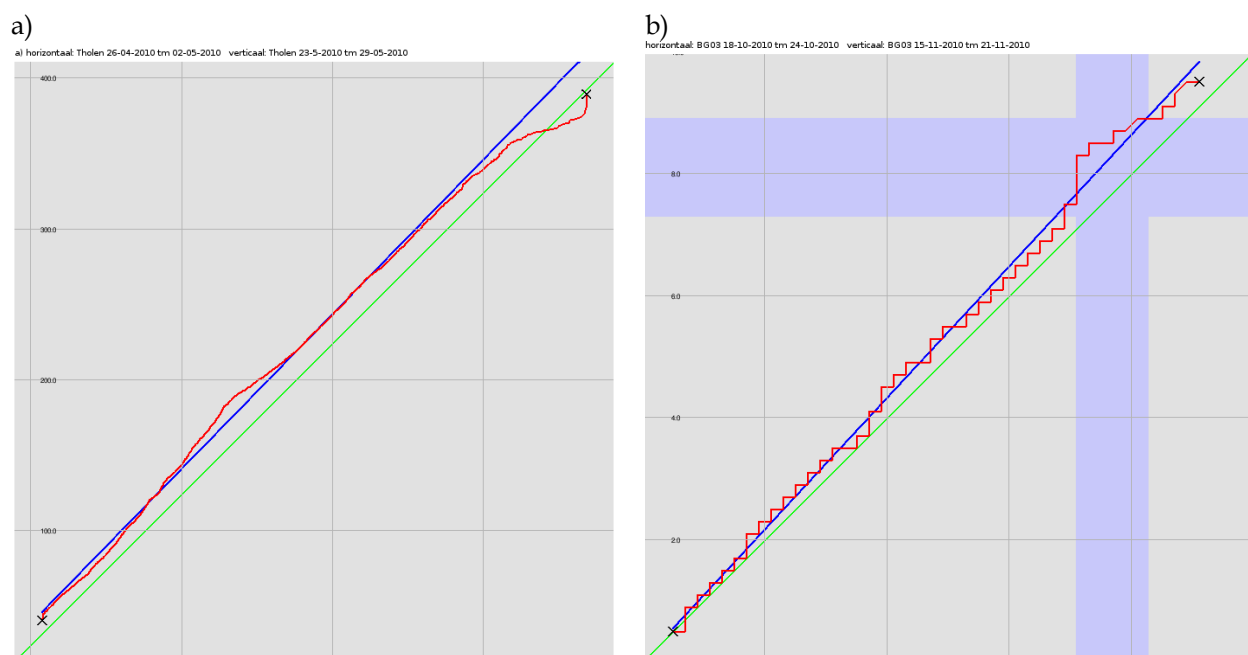 a)
a) horizontaal: Tholen 26-04-2010 tm 02-05-2010 verticaal: Tholen 23-5-2010 tm 29-05-2010
400.0
300.0
200.0
100.0
b)
horizontaal: BG03 18-10-2010 tm 24-10-2010 verticaal: BG03 15-11-2010 tm 21-11-2010
8.0
6.0
4.0
2.0